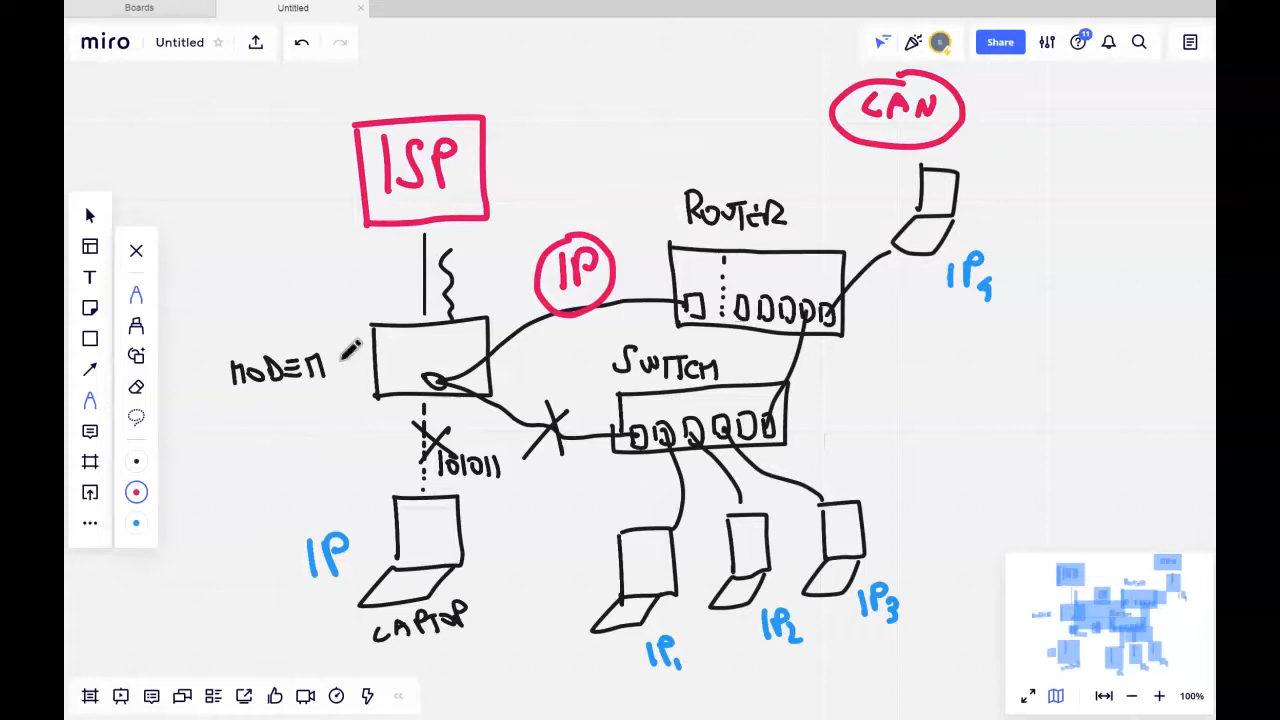 Boards
Untitled
miro
Untitled
Share
11
LAN
ISP
ROUTER
IP
IP4
MODEM
SWITCH
101011
IP
LAPTOP
IP1
IP2
IP3
100%